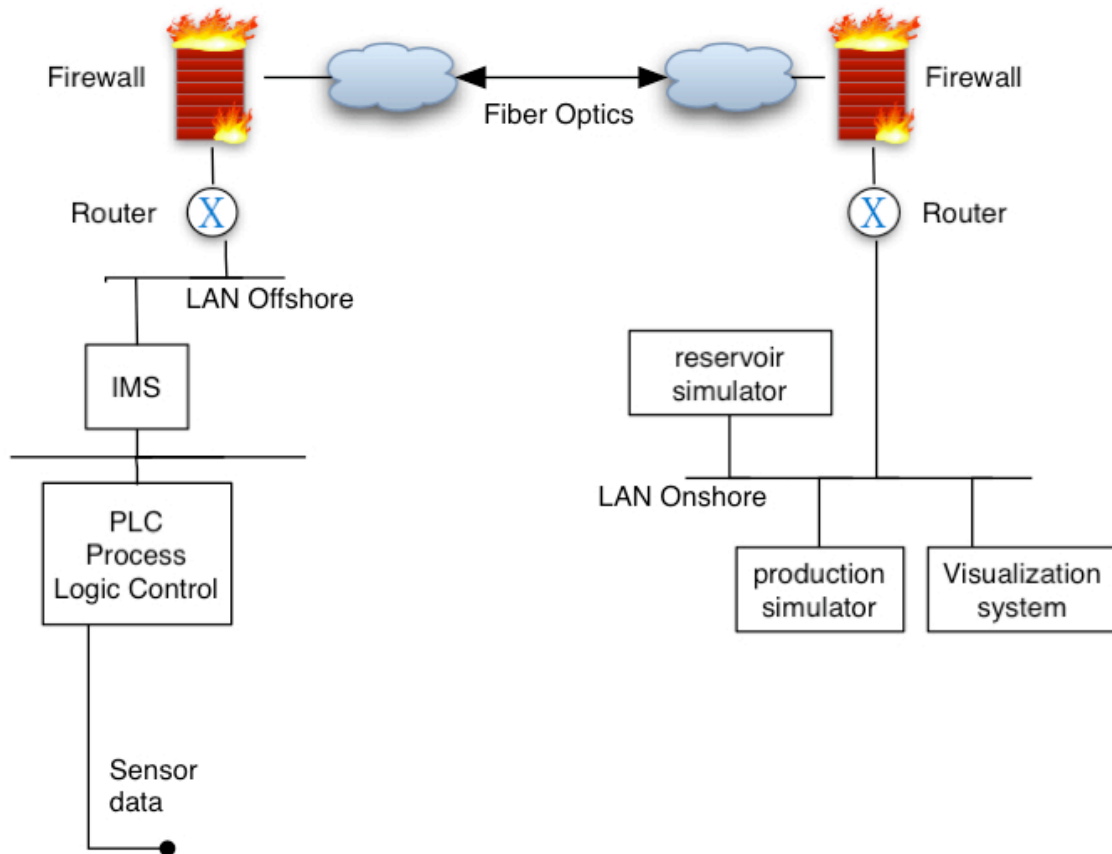 Firewall
Firewall
Fiber Optics
Router
X
X
Router
LAN Offshore
IMS
reservoir
simulator
LAN Onshore
PLC
Process
Logic Control
production
simulator
Visualization
system
Sensor
data